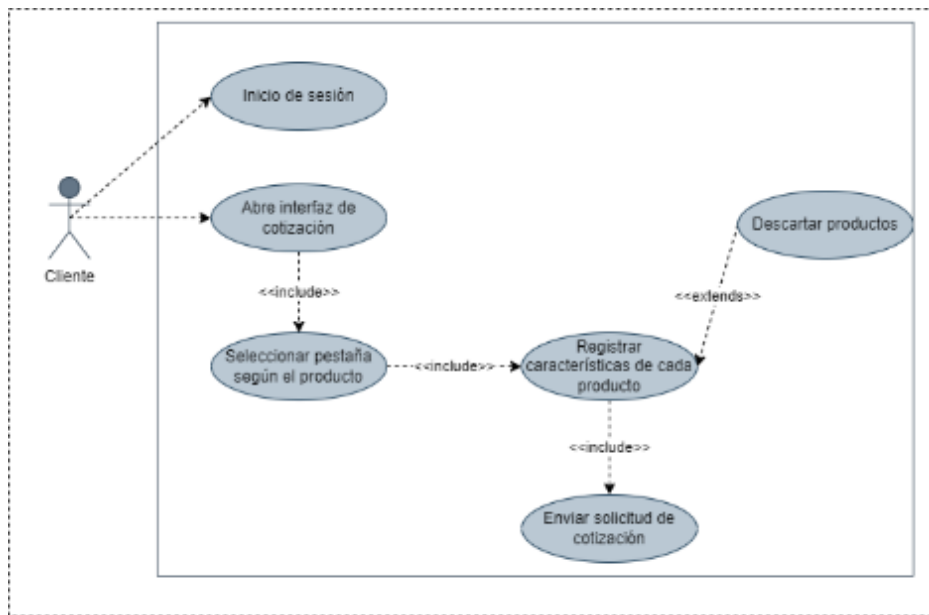 Inicio de sesión
Abre interfaz de
cotización
Descartar productos
Cliente
<<include>>
<<extends>>
Seleccionar pestaña
según el producto
<<include>>
Registrar
características de cada
producto
<<include>>
Enviar solicitud de
cotización